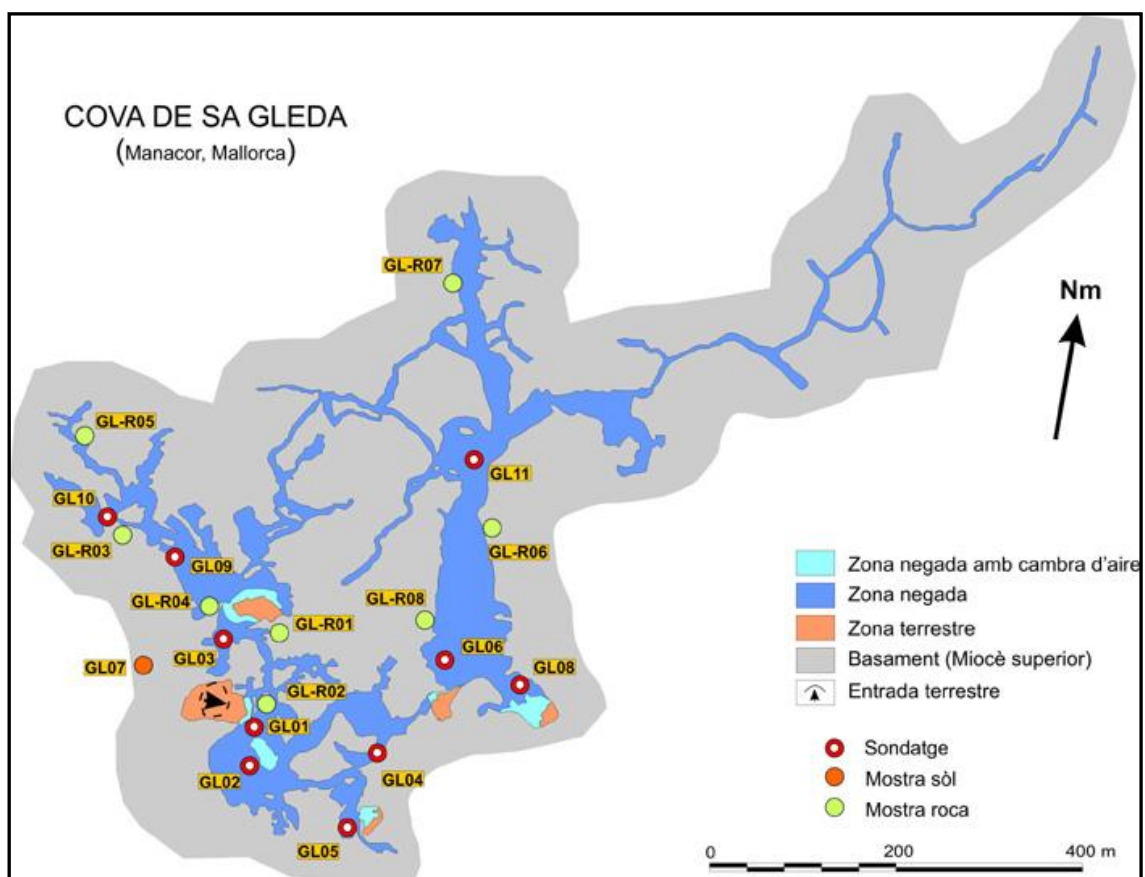 COVA DE SA GLEDA
(Manacor, Mallorca)
GL-R07
Nm
GL-R05
GL11
GL10
GL-R03
GL-R06
GL09
GL-R04
GL-R08
GL-R01
GL03
GL06
GL07
GL08
GL-R02
GL01
GL02
GL04
GL05
Zona negada amb cambra d'aire
Zona negada
Zona terrestre
Basament (Miocè superior)
Entrada terrestre
Sondatge
Mostra sòl
Mostra roca
0 200 400 m